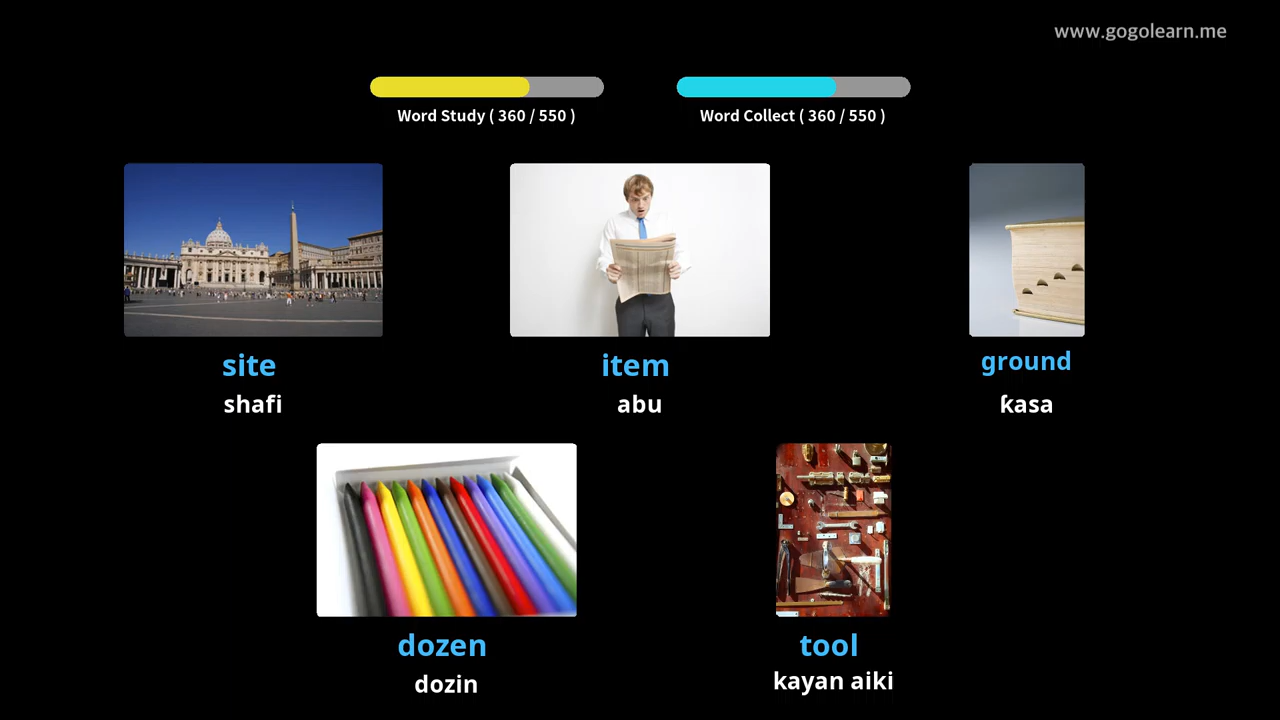 www.gogolearn.me
Word Study ( 360 / 550 )
Word Collect ( 360 / 550 )
site
shafi
item
abu
ground
ƙasa
dozen
dozin
tool
kayan aiki